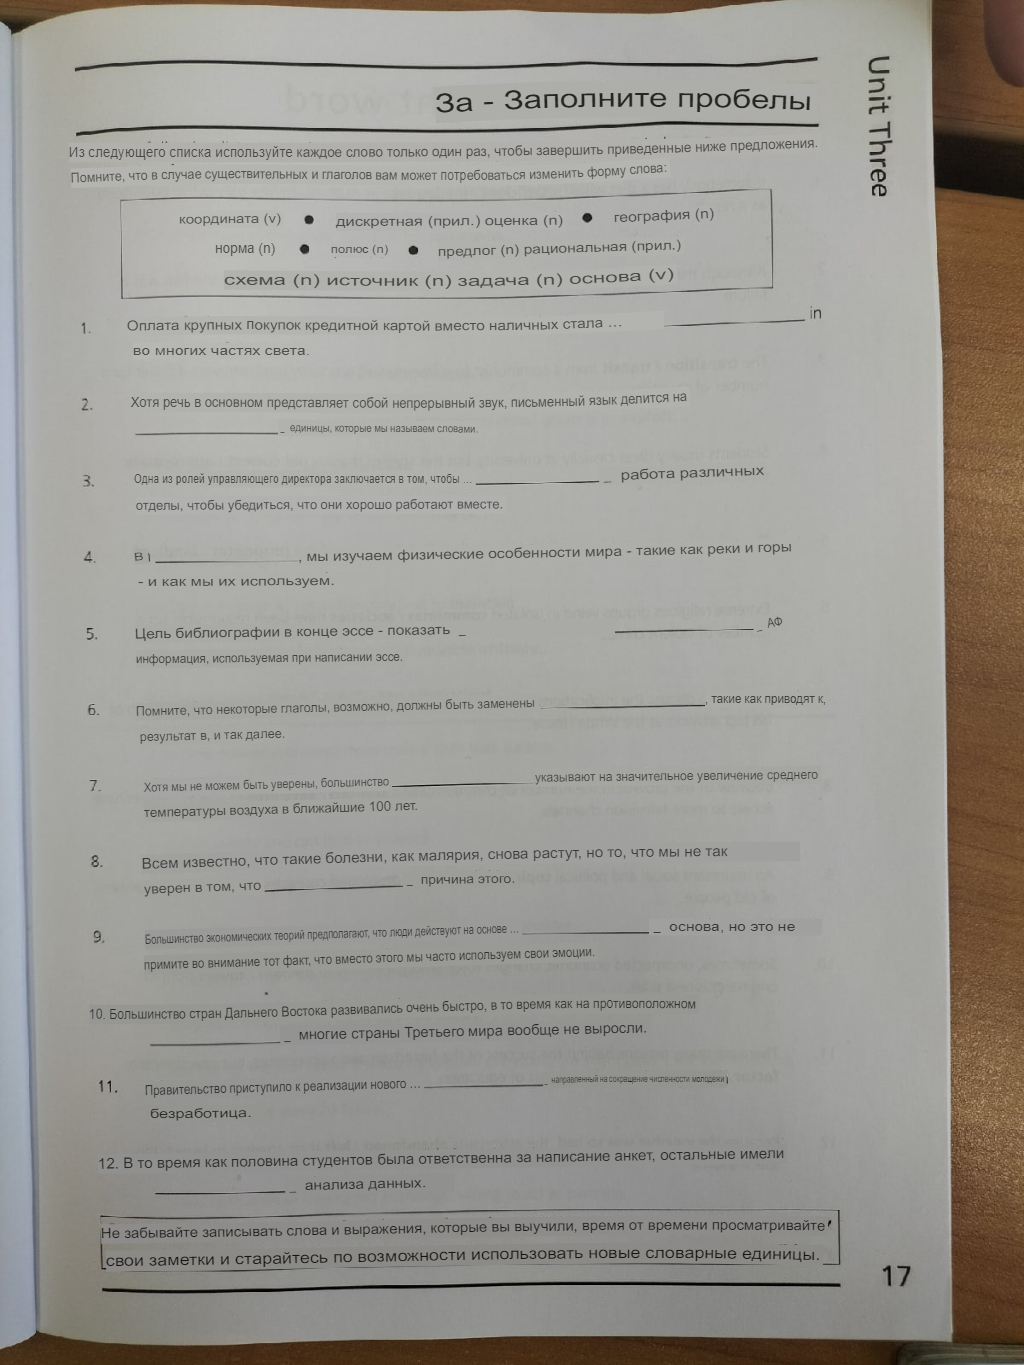 Unit Three
3a - Заполните пробелы
Из следующего списка используйте каждое слово только один раз, чтобы завершить приведенные ниже предложения.
Помните, что в случае существительных и глаголов вам может потребоваться изменить форму слова:
координата (v) ● дискретная (прил.) оценка (n) ● география (n)
норма (n) ● полюс (n) ● предлог (n) рациональная (прил.)
схема (n) источник (n) задача (n) основа (v)
1. Оплата крупных покупок кредитной картой вместо наличных стала ... ____________ in
во многих частях света.
2. Хотя речь в основном представляет собой непрерывный звук, письменный язык делится на
____________ _ единицы, которые мы называем словами.
3. Одна из ролей управляющего директора заключается в том, чтобы ... ____________ _ работа различных
отделы, чтобы убедиться, что они хорошо работают вместе.
4. В ı ____________, мы изучаем физические особенности мира - такие как реки и горы
- и как мы их используем.
5. Цель библиографии в конце эссе - показать _ ____________ _ АФ
информация, используемая при написании эссе.
6. Помните, что некоторые глаголы, возможно, должны быть заменены ____________, такие как приводят к,
результат в, и так далее.
7. Хотя мы не можем быть уверены, большинство ____________ указывают на значительное увеличение среднего
температуры воздуха в ближайшие 100 лет.
8. Всем известно, что такие болезни, как малярия, снова растут, но то, что мы не так
уверен в том, что ____________ _ причина этого.
9. Большинство экономических теорий предполагают, что люди действуют на основе ... ____________ _ основа, но это не
примите во внимание тот факт, что вместо этого мы часто используем свои эмоции.
10. Большинство стран Дальнего Востока развивались очень быстро, в то время как на противоположном
____________ _ многие страны Третьего мира вообще не выросли.
11. Правительство приступило к реализации нового ... ____________ _ направленный на сокращение численности молодежи
безработица.
12. В то время как половина студентов была ответственна за написание анкет, остальные имели
____________ _ анализа данных.
Не забывайте записывать слова и выражения, которые вы выучили, время от времени просматривайте
свои заметки и старайтесь по возможности использовать новые словарные единицы.
17